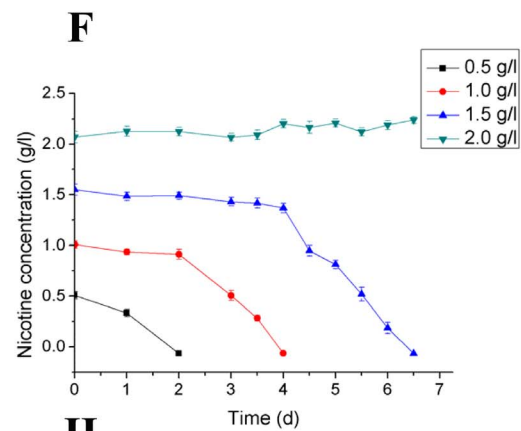 F
0.5 g/l
1.0 g/l
1.5 g/l
2.0 g/l
Nicotine concentration (g/l)
2.5
2.0
1.5
1.0
0.5
0.0
0 1 2 3 4 5 6 7
Time (d)